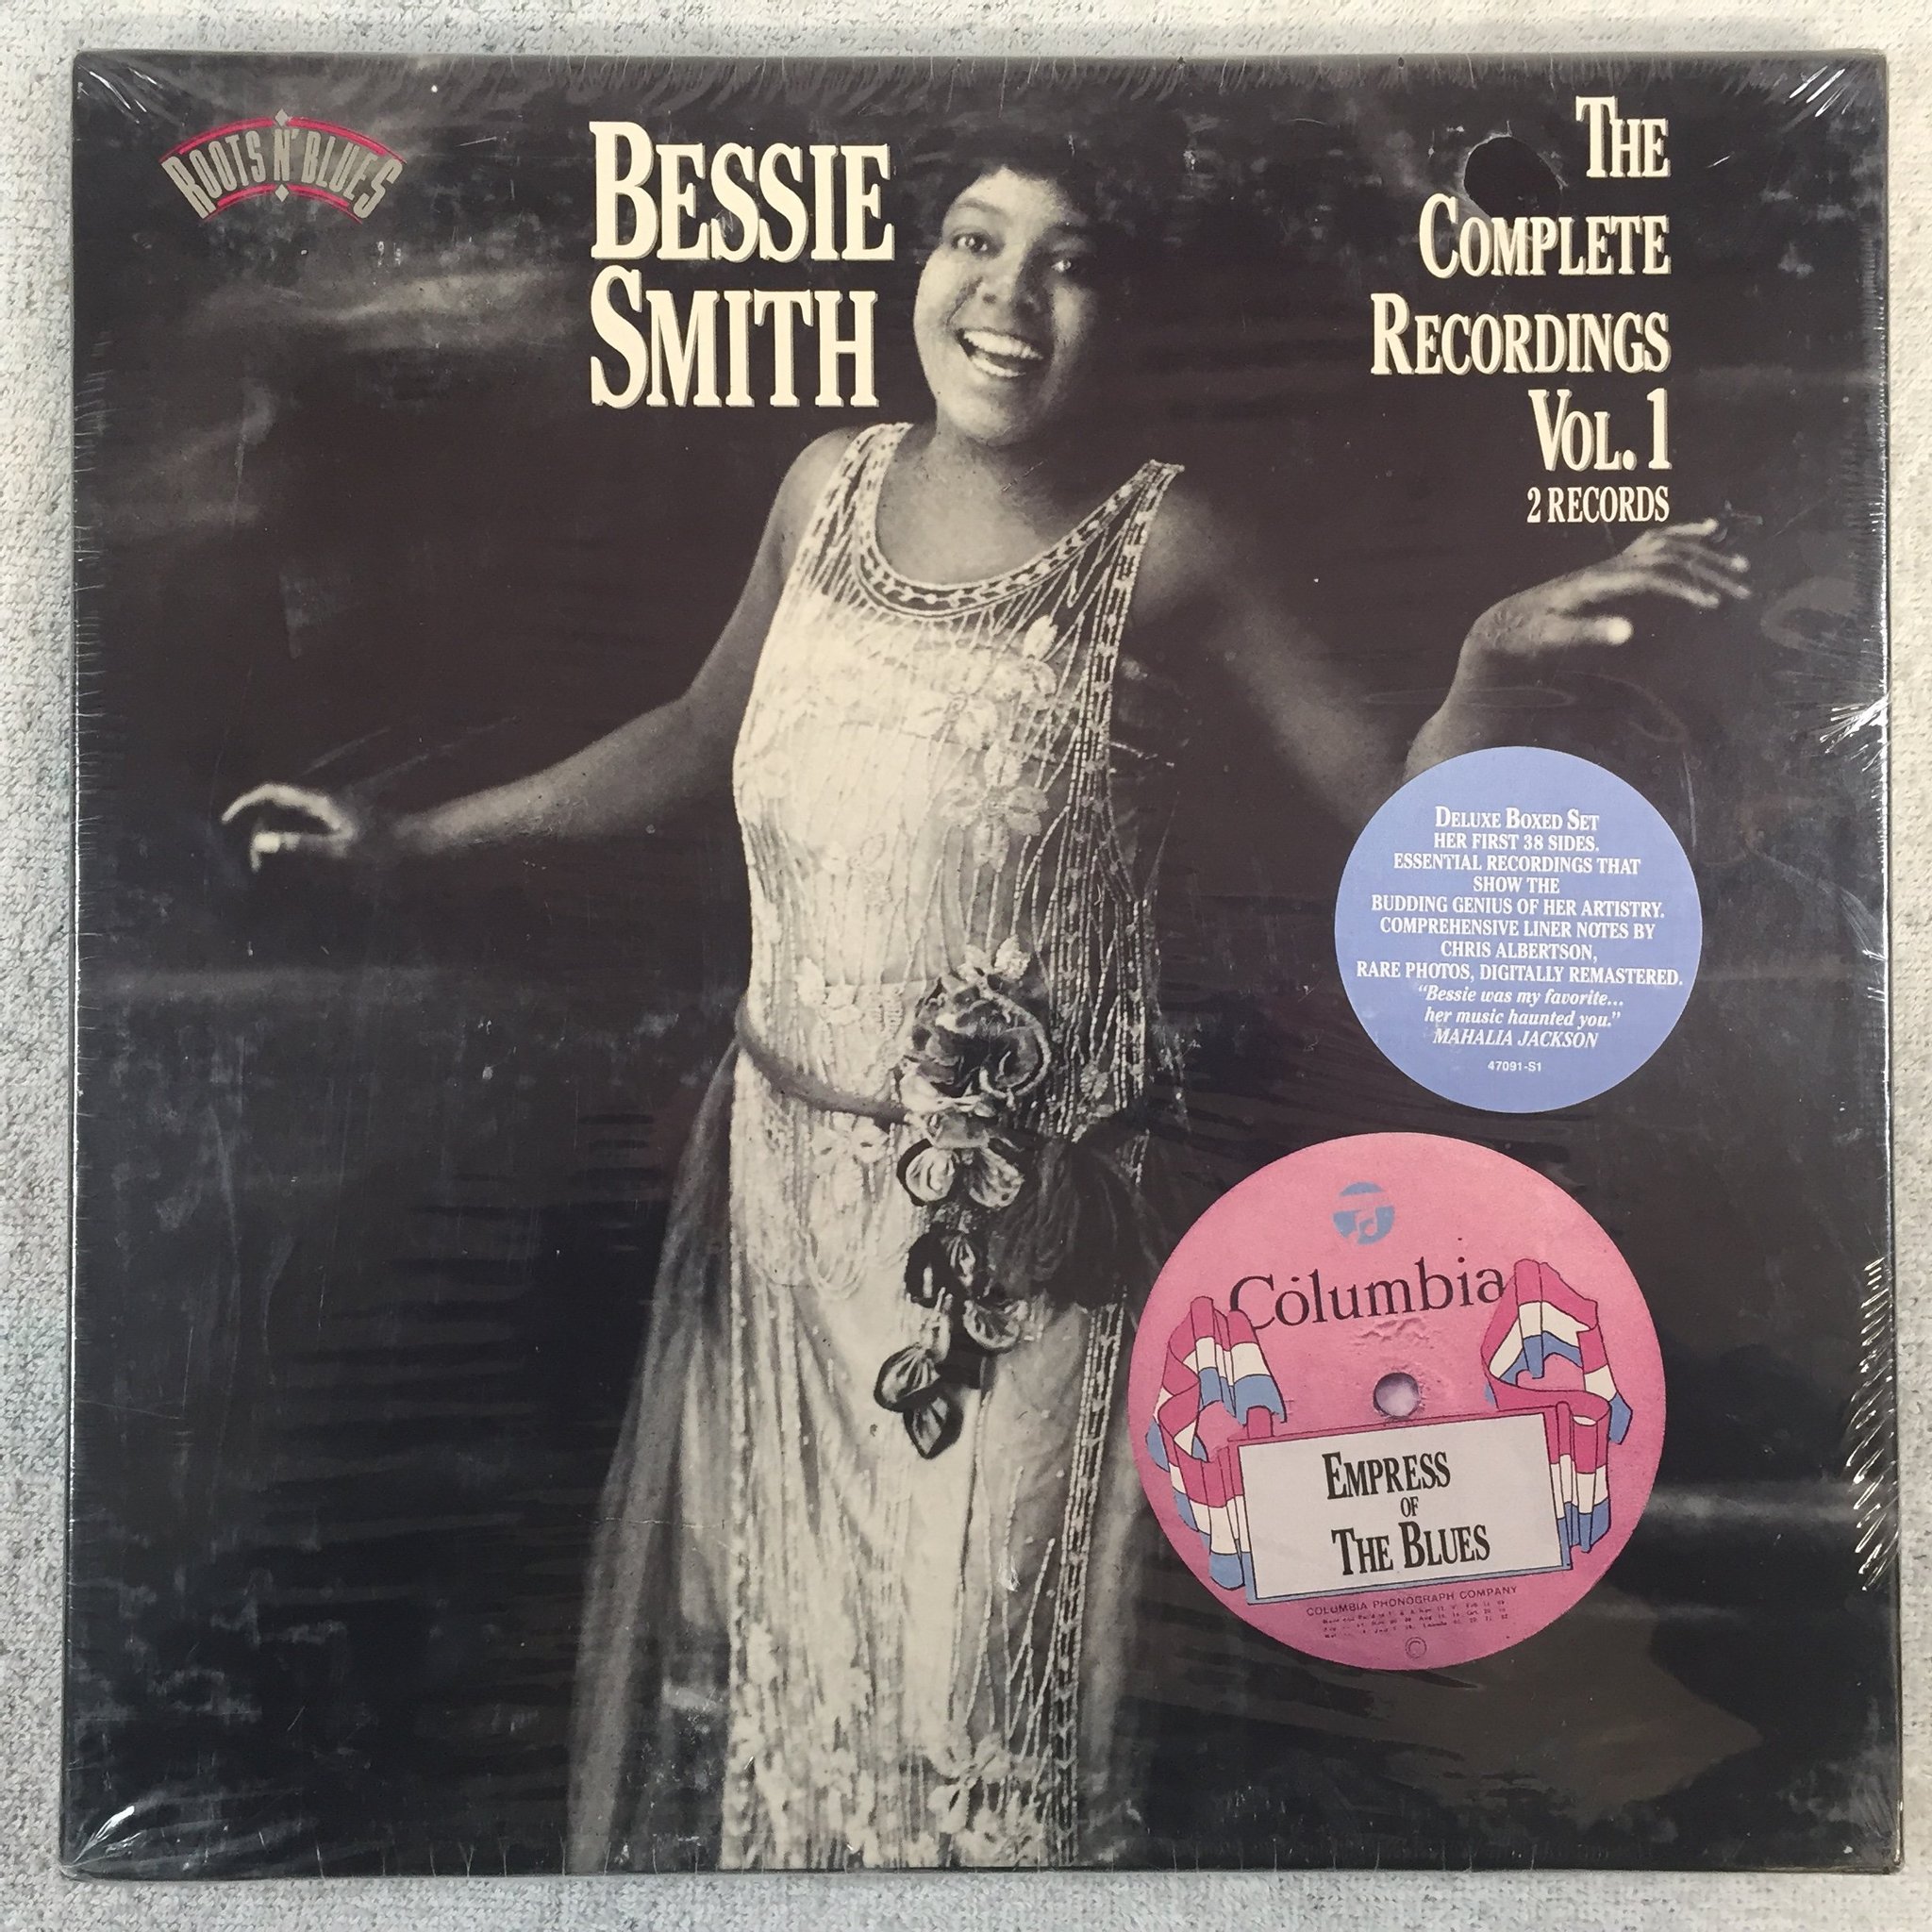 ROOTS N' BLUES
BESSIE
SMITH
THE
COMPLETE
RECORDINGS
VOL. 1
2 RECORDS
DELUXE BOXED SET
HER FIRST 38 SIDES.
ESSENTIAL RECORDINGS THAT
SHOW THE
BUDDING GENIUS OF HER ARTISTRY.
COMPREHENSIVE LINER NOTES BY
CHRIS ALBERTSON,
RARE PHOTOS, DIGITALLY REMASTERED.
"Bessie was my favorite...
her music haunted you."
MAHALIA JACKSON
47091-S1
Columbia
EMPRESS
OF
THE BLUES
COLUMBIA PHONOGRAPH COMPANY